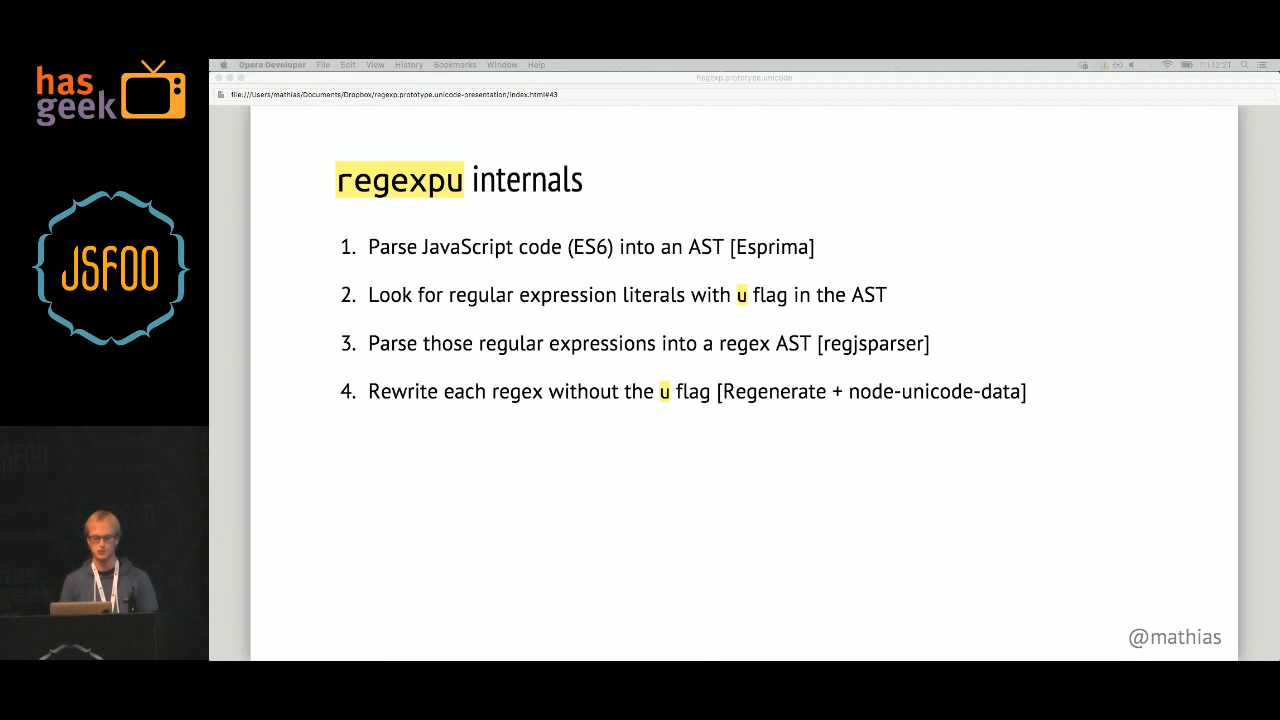 has
geek
JSFOO
Opera Developer File Edit View History Bookmarks Window Help Fri 12:21
RegExp.prototype.unicode
file:///Users/mathias/Documents/Dropbox/regexp.prototype.unicode-presentation/index.html#43
regexpu internals
1. Parse JavaScript code (ES6) into an AST [Esprima]
2. Look for regular expression literals with u flag in the AST
3. Parse those regular expressions into a regex AST [regjsparser]
4. Rewrite each regex without the u flag [Regenerate + node-unicode-data]
@mathias